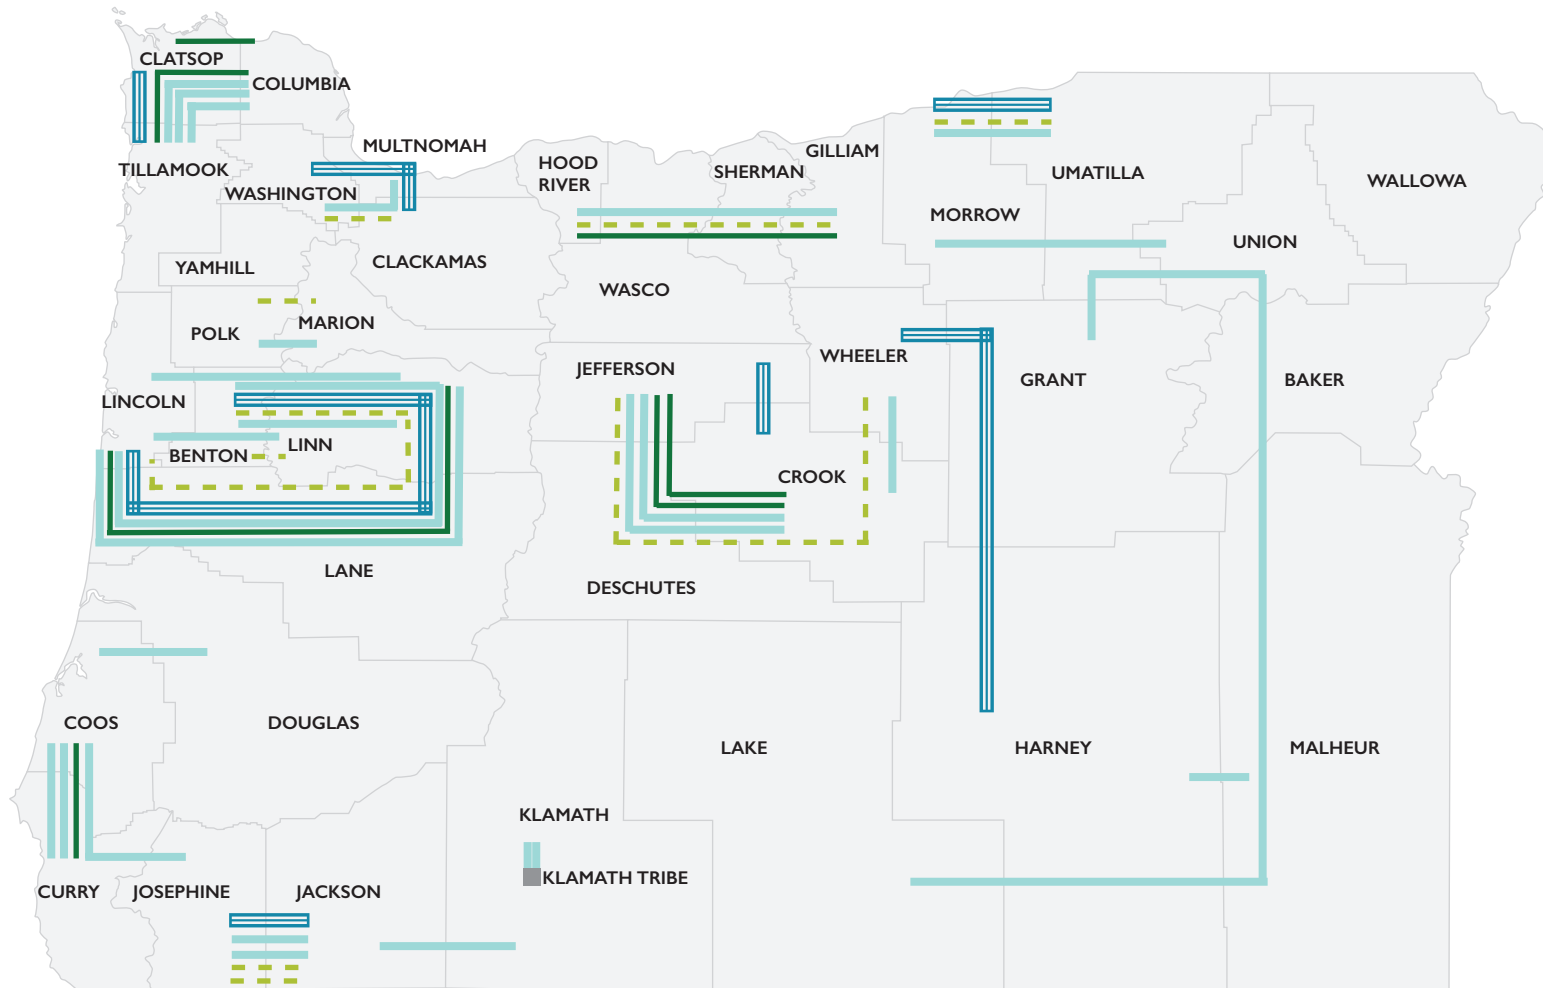 CLATSOP
COLUMBIA
MULTNOMAH
TILLAMOOK
WASHINGTON
HOOD
RIVER
SHERMAN
GILLIAM
UMATILLA
WALLOWA
MORROW
UNION
YAMHILL
CLACKAMAS
WASCO
POLK
MARION
JEFFERSON
WHEELER
GRANT
BAKER
LINCOLN
LINN
BENTON
CROOK
LANE
DESCHUTES
COOS
DOUGLAS
LAKE
HARNEY
MALHEUR
KLAMATH
KLAMATH TRIBE
CURRY
JOSEPHINE
JACKSON